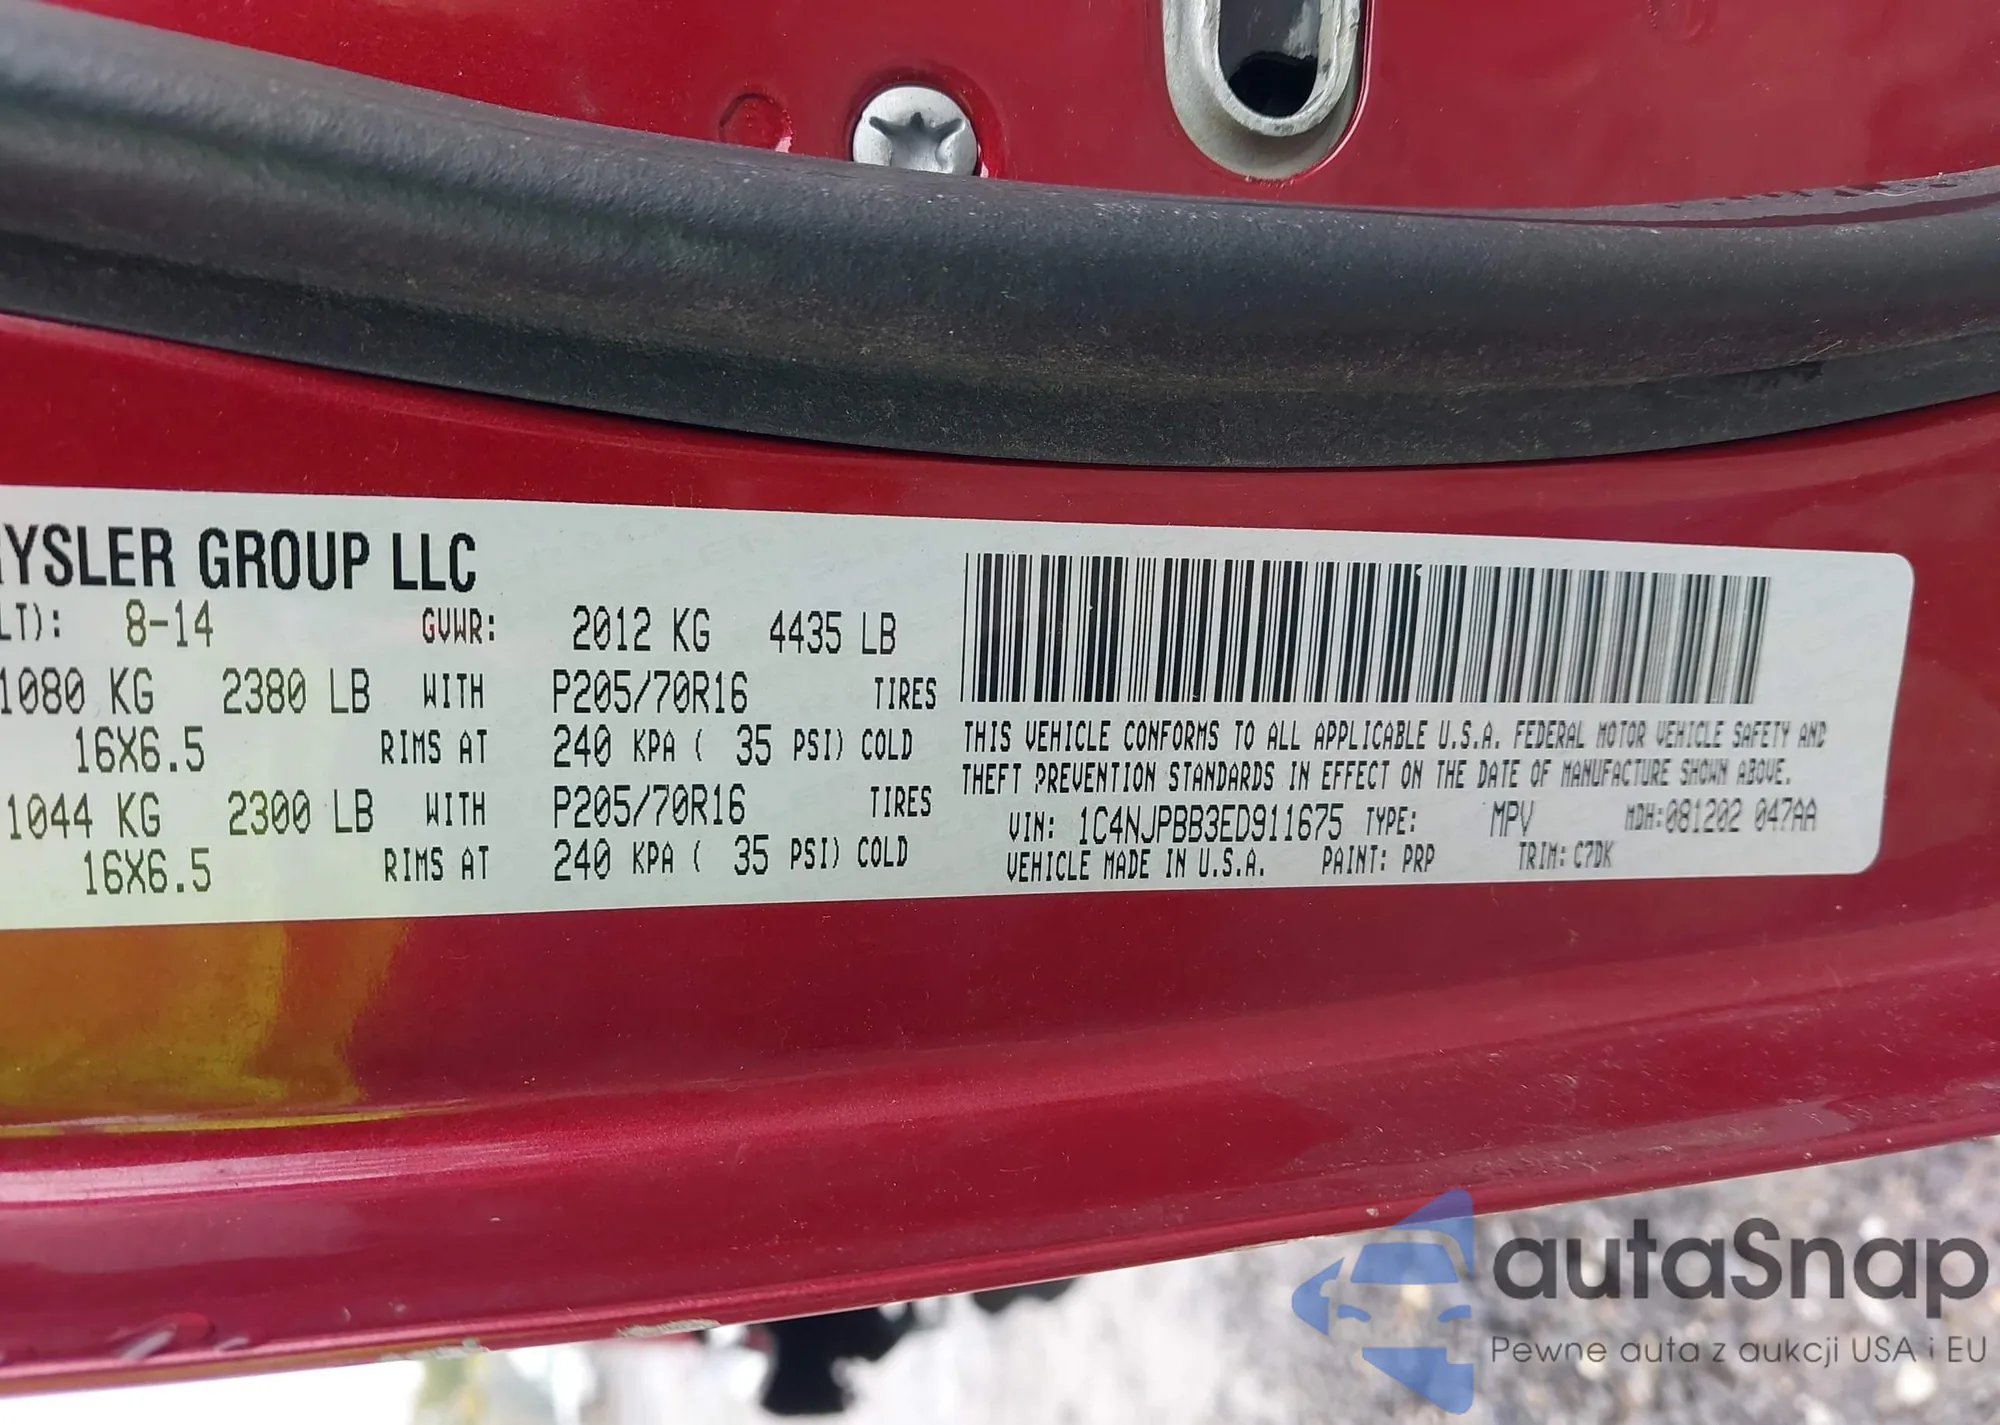 RYSLER GROUP LLC
LT): 8-14 GVWR: 2012 KG 4435 LB
1080 KG 2380 LB WITH P205/70R16 TIRES
16X6.5 RIMS AT 240 KPA ( 35 PSI) COLD
1044 KG 2300 LB WITH P205/70R16 TIRES
16X6.5 RIMS AT 240 KPA ( 35 PSI) COLD
THIS VEHICLE CONFORMS TO ALL APPLICABLE U.S.A. FEDERAL MOTOR VEHICLE SAFETY AND
THEFT PREVENTION STANDARDS IN EFFECT ON THE DATE OF MANUFACTURE SHOWN ABOVE.
VIN: 1C4NJPBB3ED911675 TYPE: MPV MDH:081202 047AA
VEHICLE MADE IN U.S.A. PAINT: PRP TRIM: C7DK
autaSnap
Pewne auta z aukcji USA i EU